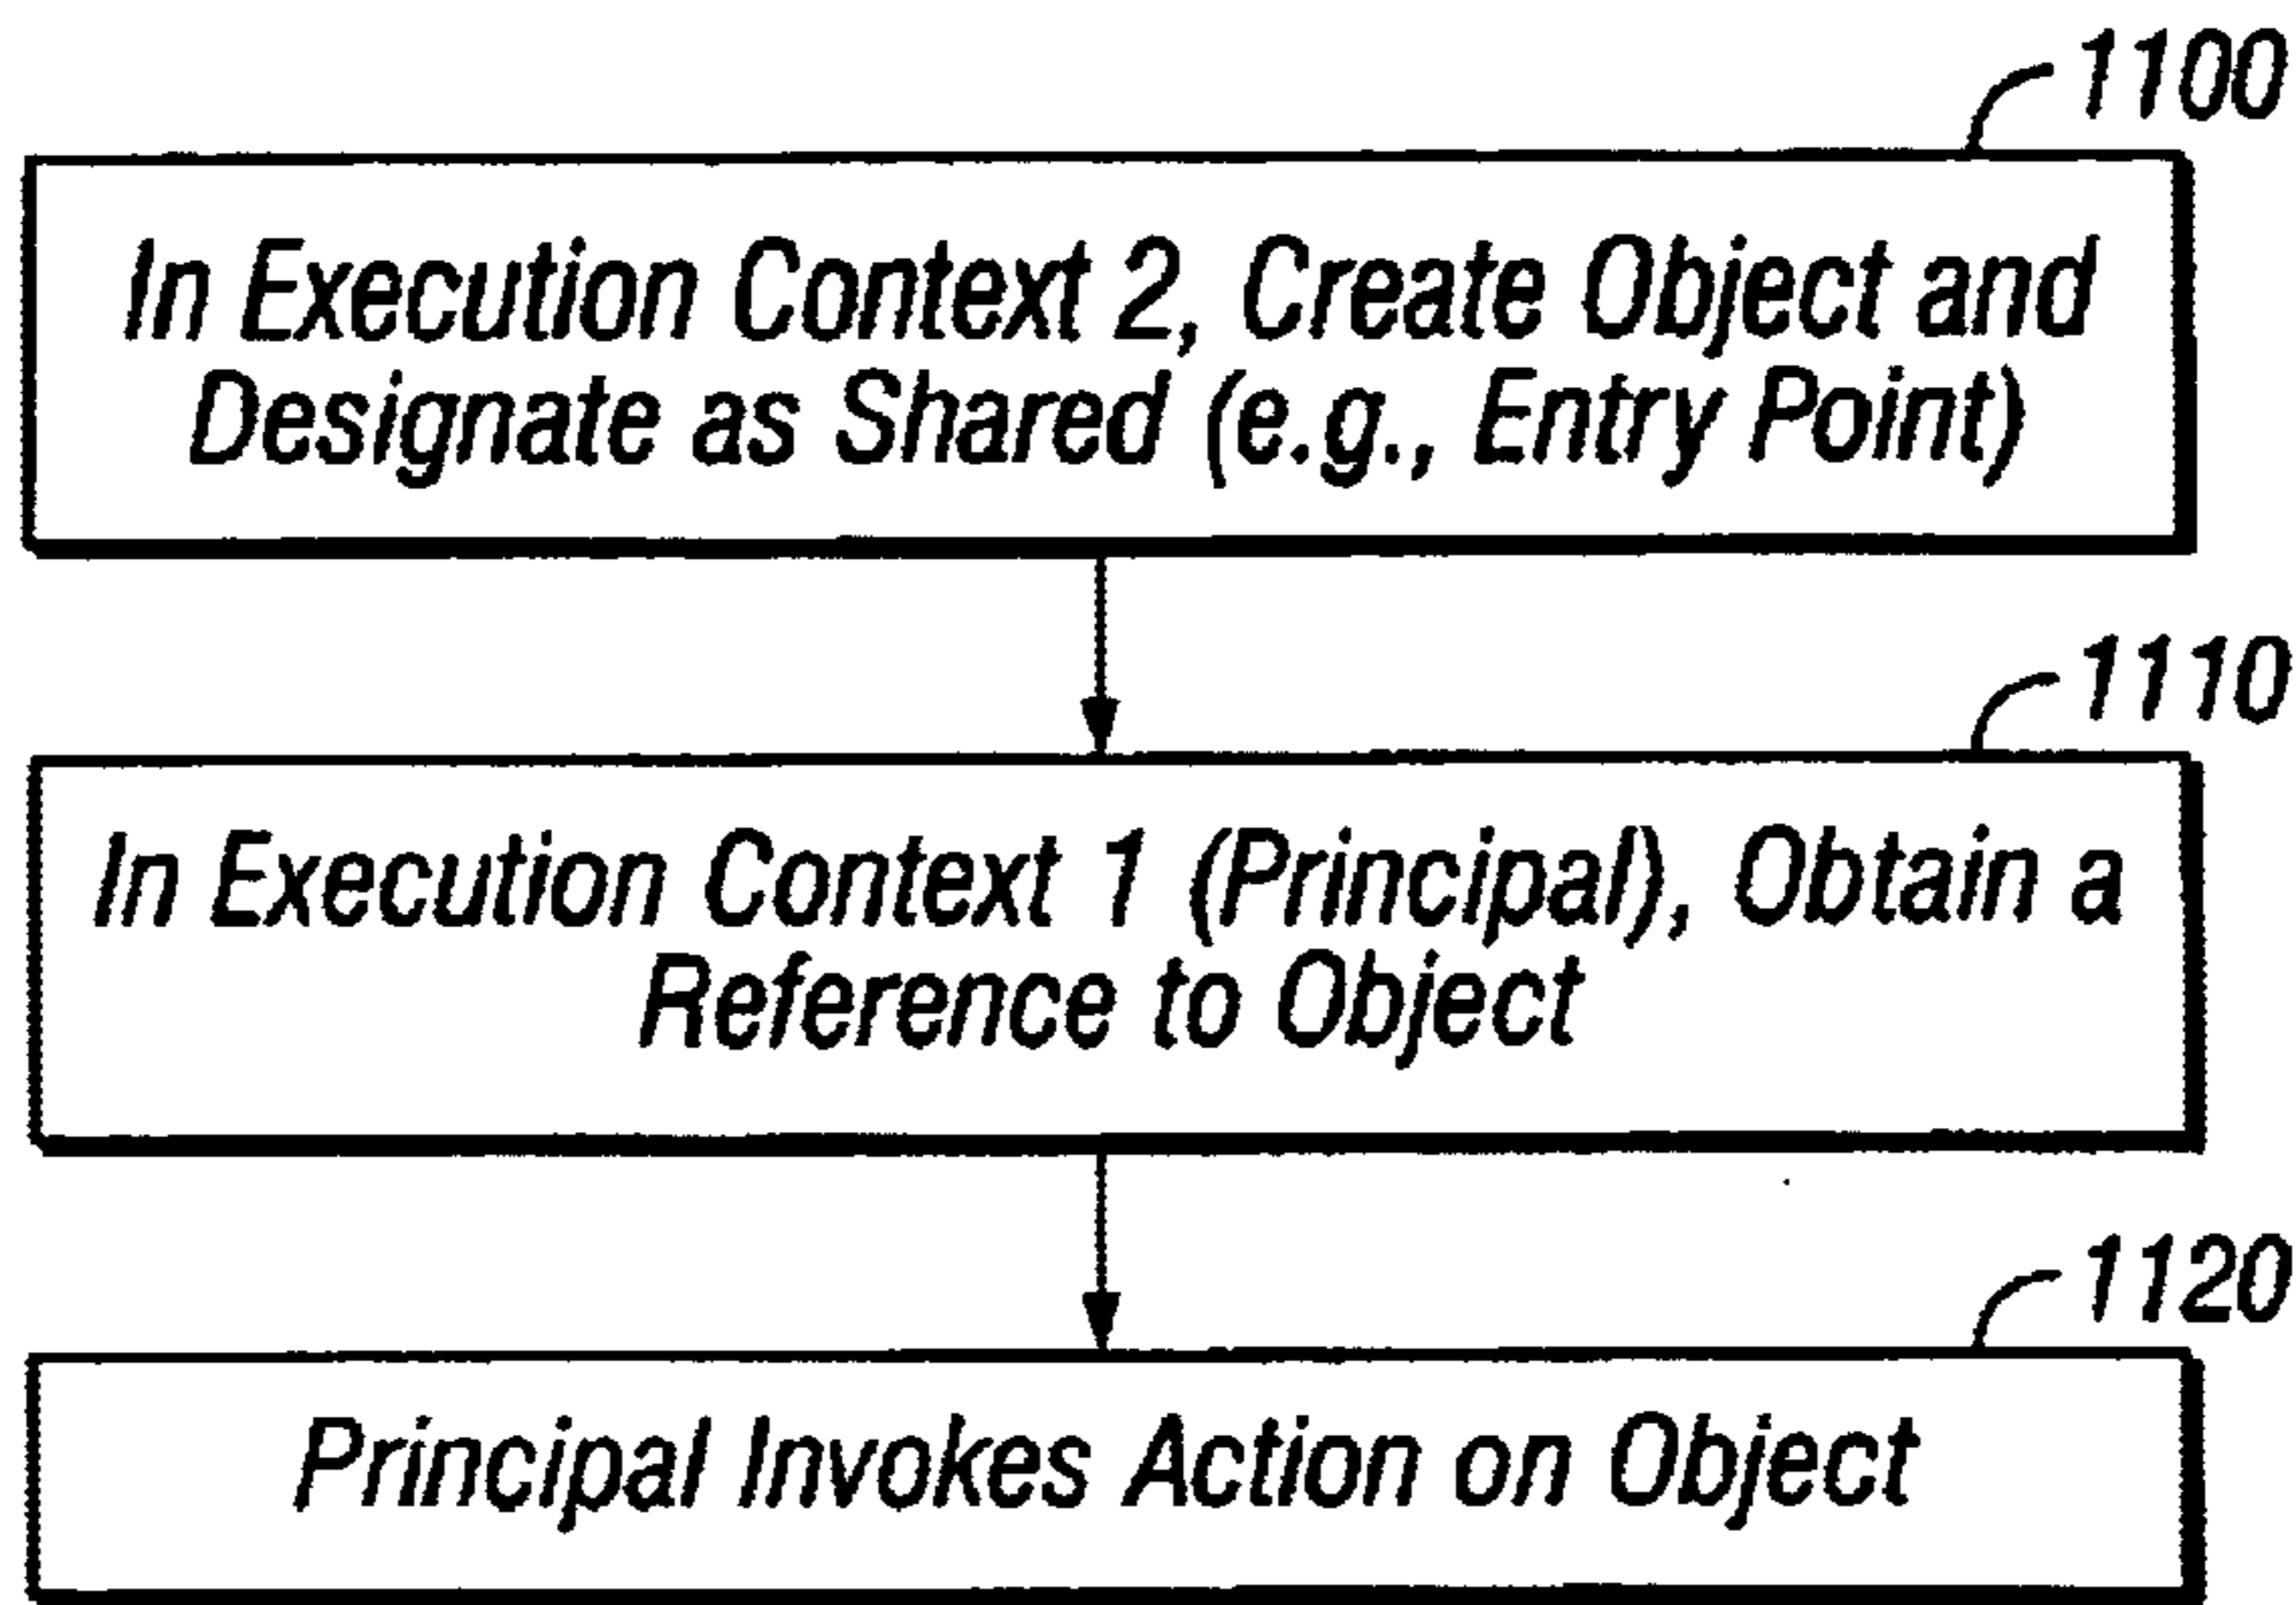 1100
In Execution Context 2, Create Object and
Designate as Shared (e.g., Entry Point)
1110
In Execution Context 1 (Principal), Obtain a
Reference to Object
1120
Principal Invokes Action on Object